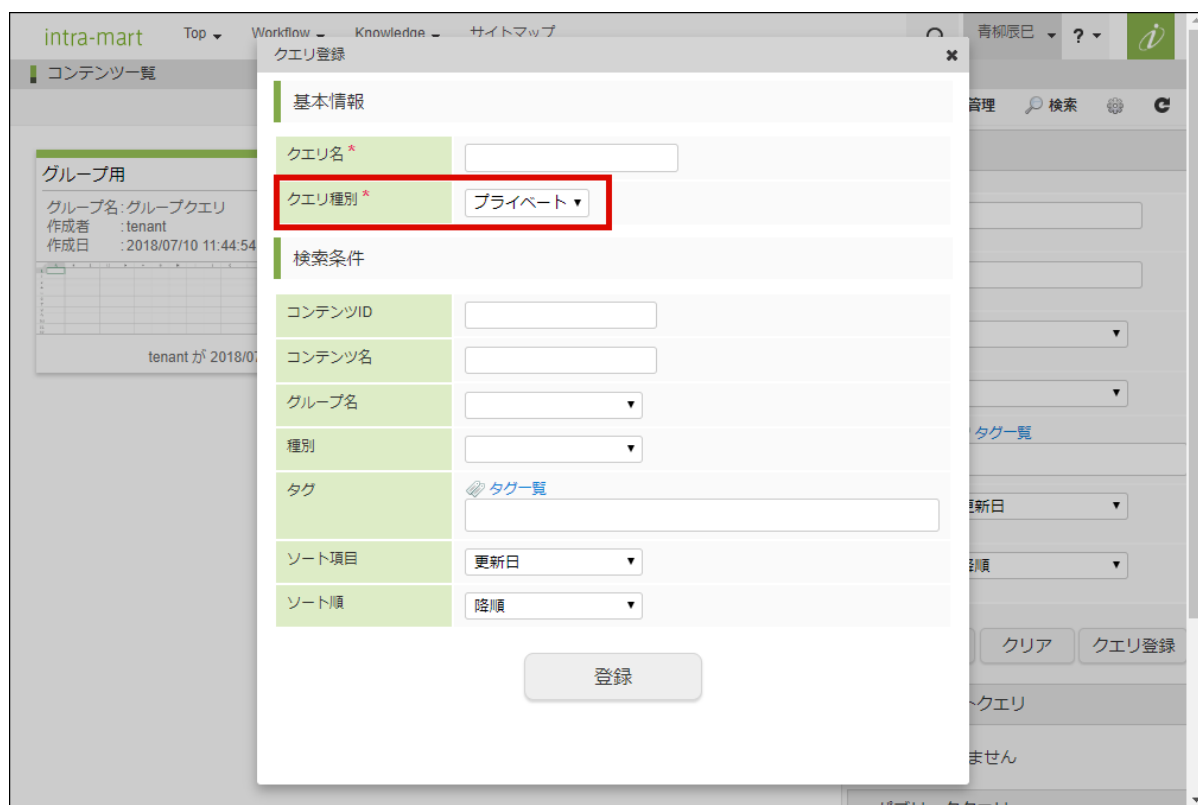 intra-mart Top Workflow Knowledge サイトマップ 青柳辰巳 ?
コンテンツ一覧
管理 検索
グループ用
グループ名:グループクエリ
作成者 :tenant
作成日 :2018/07/10 11:44:54
tenant が 2018/07
クエリ登録
基本情報
クエリ名*
クエリ種別* プライベート
検索条件
コンテンツID
コンテンツ名
グループ名
種別
タグ タグ一覧
ソート項目 更新日
ソート順 降順
登録
タグ一覧
更新日
降順
クリア クエリ登録
トクエリ
ません